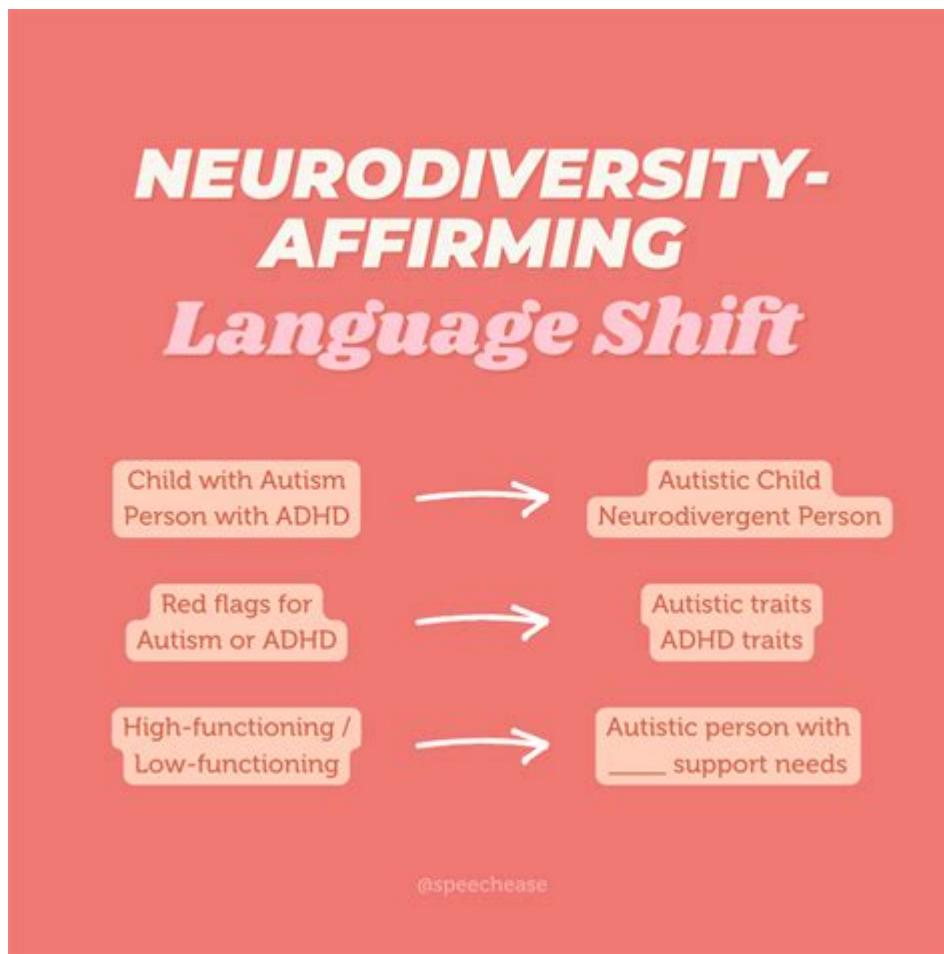 NEURODIVERSITY-
AFFIRMING
Language Shift
Child with Autism
Person with ADHD
Autistic Child
Neurodivergent Person
Red flags for
Autism or ADHD
Autistic traits
ADHD traits
High-functioning /
Low-functioning
Autistic person with
____ support needs
@speechease